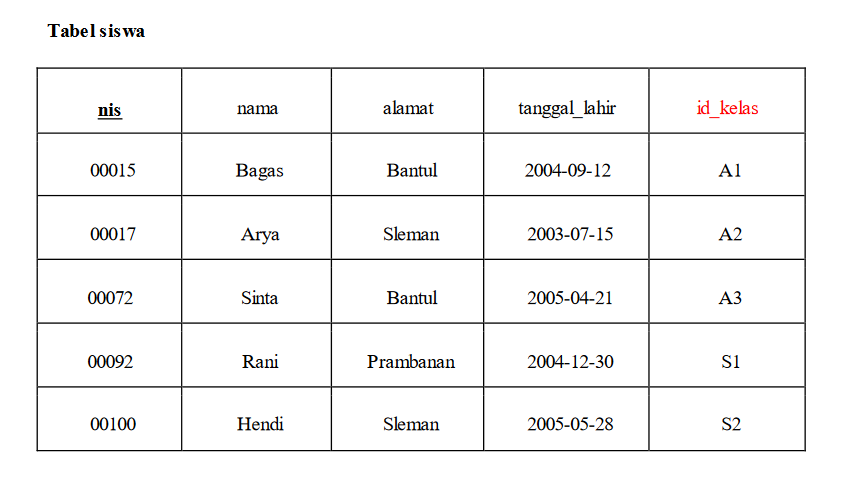 Tabel siswa
nis nama alamat tanggal_lahir id_kelas
00015 Bagas Bantul 2004-09-12 A1
00017 Arya Sleman 2003-07-15 A2
00072 Sinta Bantul 2005-04-21 A3
00092 Rani Prambanan 2004-12-30 S1
00100 Hendi Sleman 2005-05-28 S2